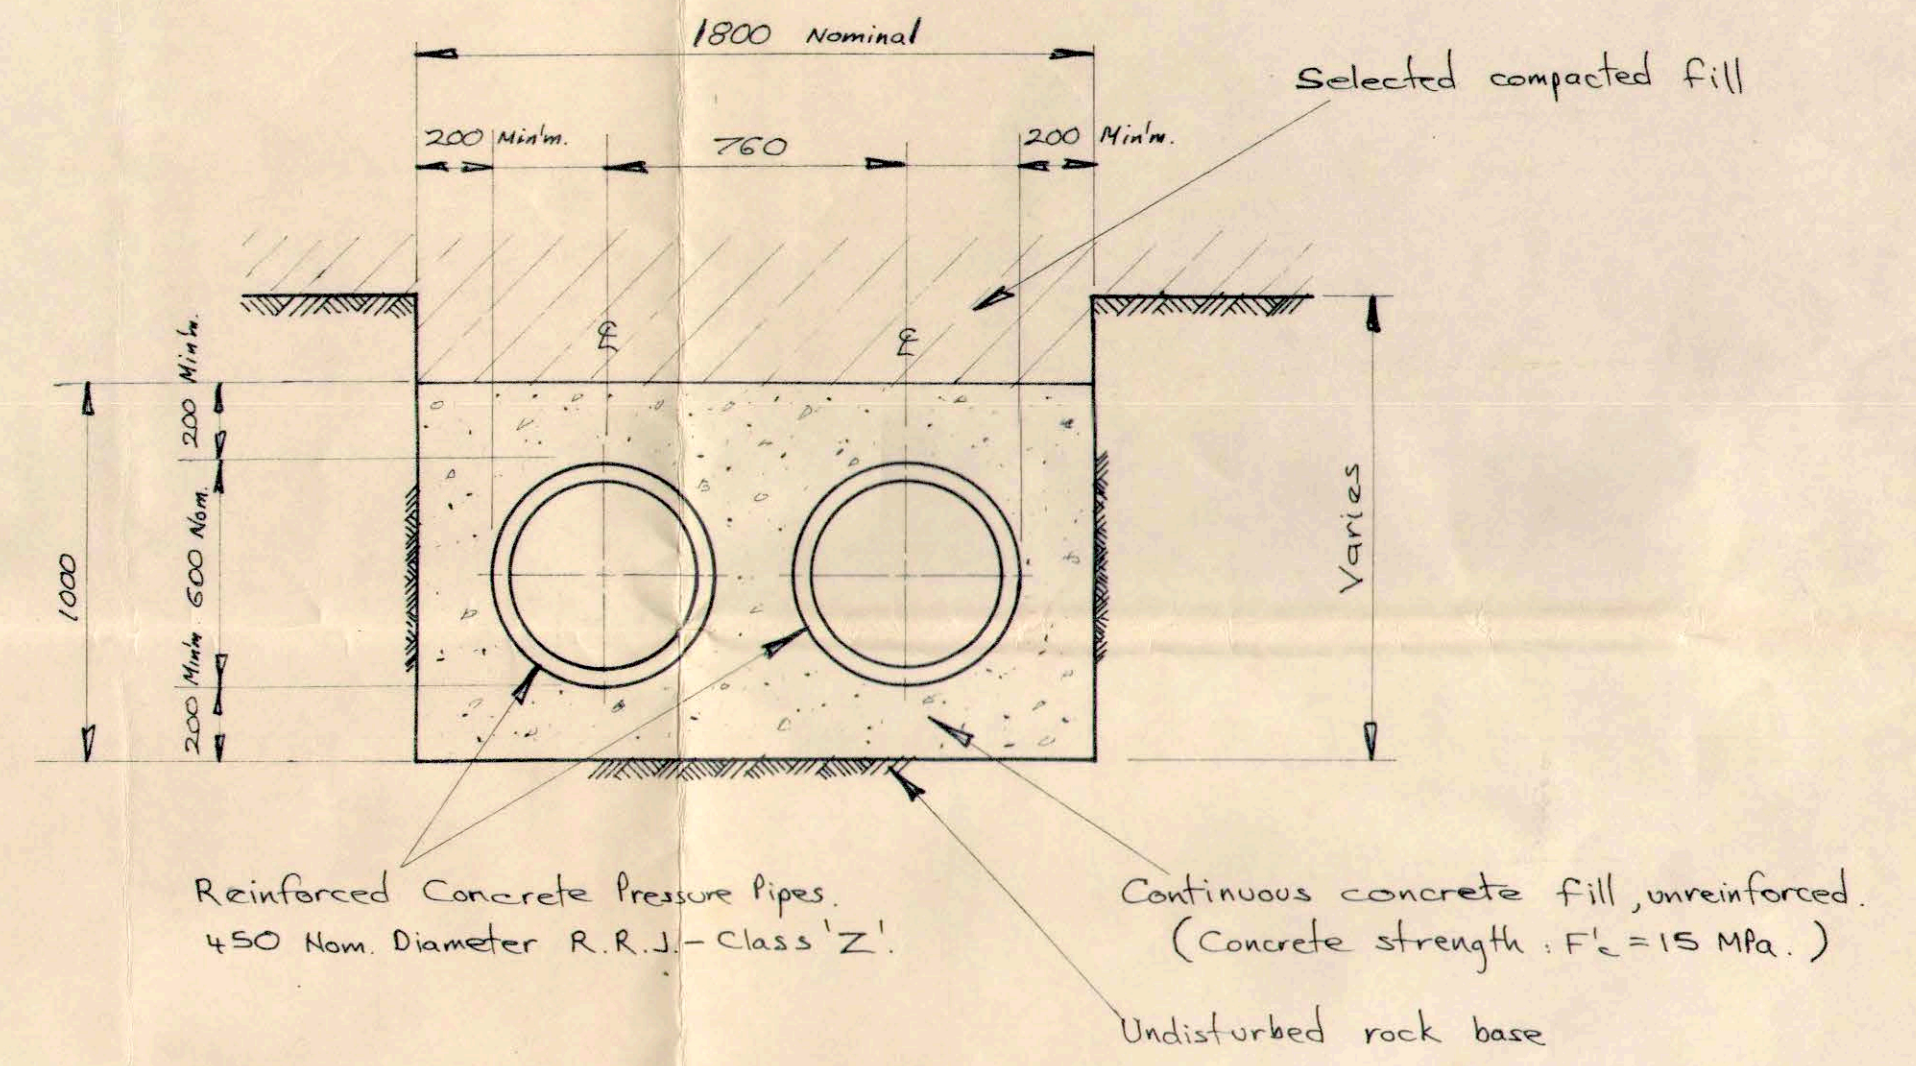 1800 Nominal
Selected compacted fill
200 Min'm.
760
200 Min'm.
℄
℄
200 Min'm.
600 Nom.
200 Min'm
1000
Varies
Reinforced Concrete Pressure Pipes.
450 Nom. Diameter R.R.J. - Class 'Z'.
Continuous concrete fill, unreinforced.
(Concrete strength : F'c = 15 MPa.)
Undisturbed rock base